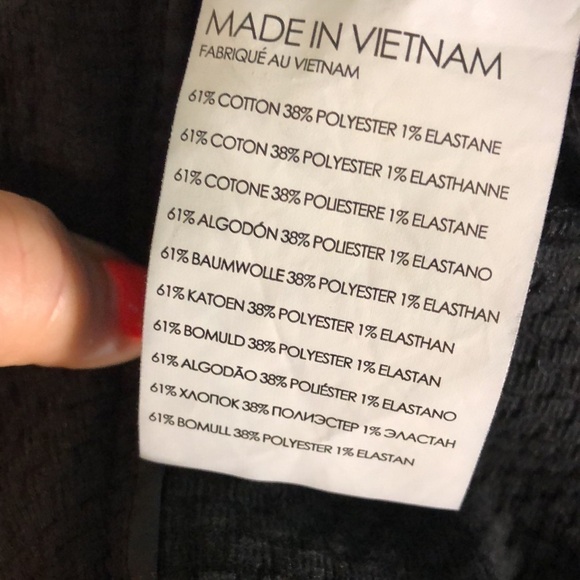 MADE IN VIETNAM
FABRIQUÉ AU VIETNAM
61% COTTON 38% POLYESTER 1% ELASTANE
61% COTON 38% POLYESTER 1% ELASTHANNE
61% COTONE 38% POLIESTERE 1% ELASTANE
61% ALGODÓN 38% POLIESTER 1% ELASTANO
61% BAUMWOLLE 38% POLYESTER 1% ELASTHAN
61% KATOEN 38% POLYESTER 1% ELASTHAN
61% BOMULD 38% POLYESTER 1% ELASTAN
61% ALGODÃO 38% POLIÉSTER 1% ELASTANO
61% ХЛОПОК 38% ПОЛИЭСТЕР 1% ЭЛАСТАН
61% BOMULL 38% POLYESTER 1% ELASTAN